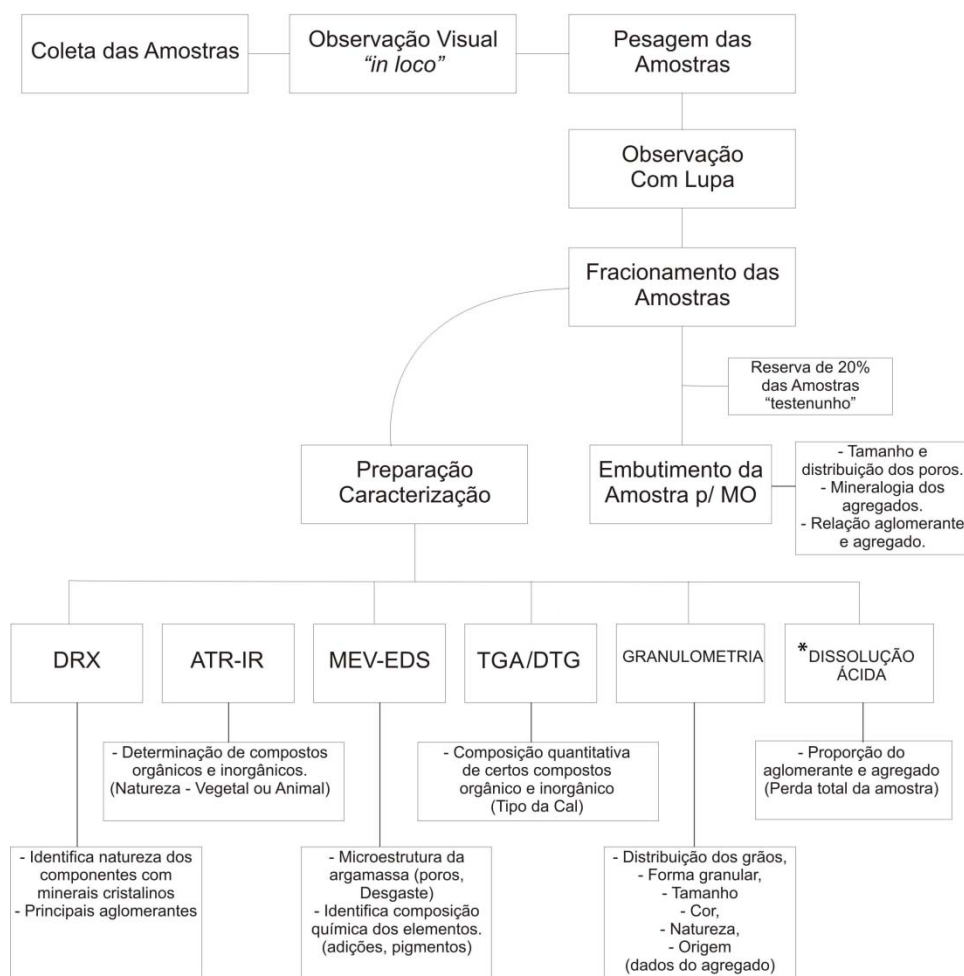 Coleta das Amostras
Observação Visual
“in loco”
Pesagem das
Amostras
Observação
Com Lupa
Fracionamento das
Amostras
Reserva de 20%
das Amostras
“testenunho”
Preparação
Caracterização
Embutimento da
Amostra p/ MO
- Tamanho e
distribuição dos poros.
- Mineralogia dos
agregados.
- Relação aglomerante
e agregado.
DRX
ATR-IR
MEV-EDS
TGA/DTG
GRANULOMETRIA
*DISSOLUÇÃO
ÁCIDA
- Determinação de compostos
orgânicos e inorgânicos.
(Natureza - Vegetal ou Animal)
- Composição quantitativa
de certos compostos
orgânico e inorgânico
(Tipo da Cal)
- Proporção do
aglomerante e agregado
(Perda total da amostra)
- Identifica natureza dos
componentes com
minerais cristalinos
- Principais aglomerantes
- Microestrutura da
argamassa (poros,
Desgaste)
- Identifica composição
química dos elementos.
(adições, pigmentos)
- Distribuição dos grãos,
- Forma granular,
- Tamanho
- Cor,
- Natureza,
- Origem
(dados do agregado)